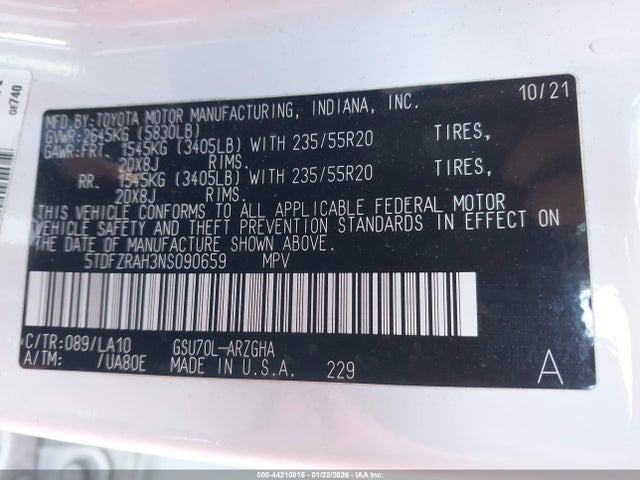 0E740
MFD.BY:TOYOTA MOTOR MANUFACTURING, INDIANA, INC. 10/21
GVWR:2645KG (5830LB)
GAWR:FRT. 1545KG (3405LB) WITH 235/55R20 TIRES,
20X8J RIMS.
RR. 1545KG (3405LB) WITH 235/55R20 TIRES,
20X8J RIMS.
THIS VEHICLE CONFORMS TO ALL APPLICABLE FEDERAL MOTOR
VEHICLE SAFETY AND THEFT PREVENTION STANDARDS IN EFFECT ON
THE DATE OF MANUFACTURE SHOWN ABOVE.
5TDFZRAH3NS090659 MPV
C/TR:089/LA10 GSU70L-ARZGHA
A/TM: /UA80E MADE IN U.S.A. 229 A
000-44210816 - 01/22/2026 - COPART.COM